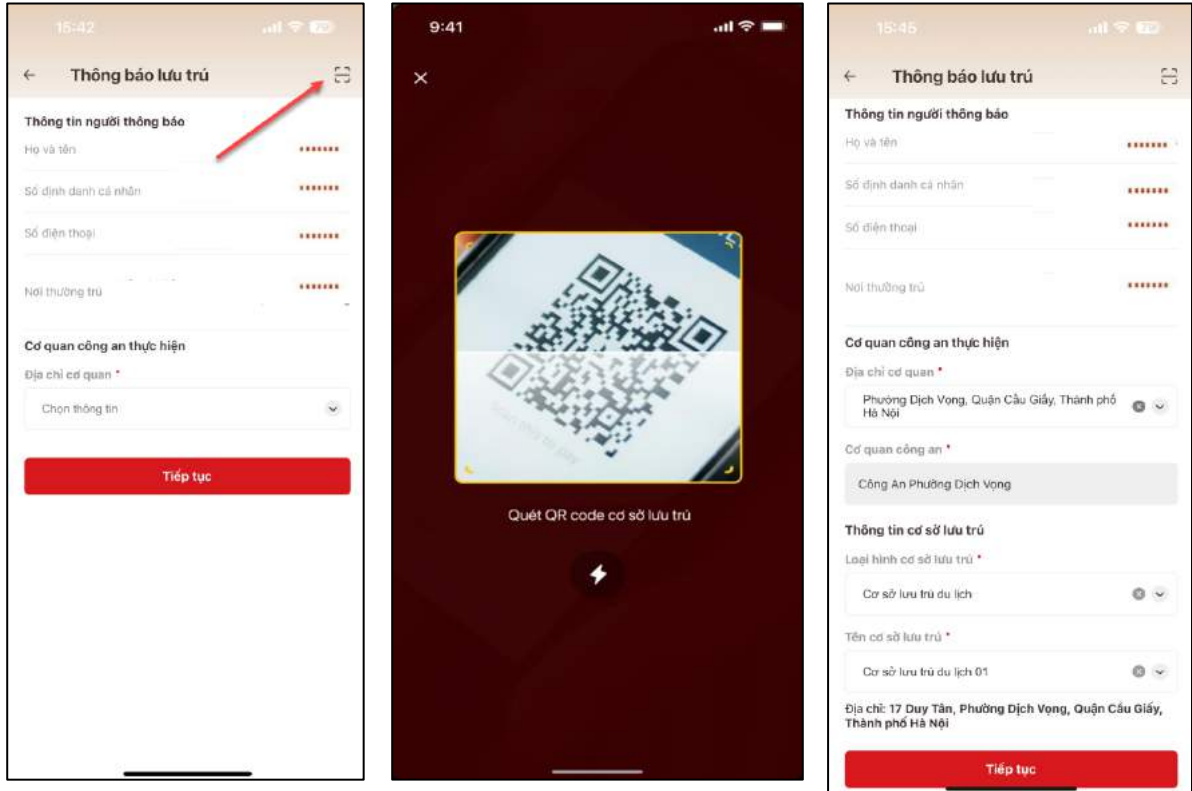 15:42
Thông báo lưu trú
Thông tin người thông báo
Họ và tên *******
Số định danh cá nhân *******
Số điện thoại *******
Nơi thường trú *******
Cơ quan công an thực hiện
Địa chỉ cơ quan *
Chọn thông tin
Tiếp tục
9:41
Quét QR code cơ sở lưu trú
15:45
Thông báo lưu trú
Thông tin người thông báo
Họ và tên *******
Số định danh cá nhân *******
Số điện thoại *******
Nơi thường trú *******
Cơ quan công an thực hiện
Địa chỉ cơ quan *
Phường Dịch Vọng, Quận Cầu Giấy, Thành phố
Hà Nội
Cơ quan công an *
Công An Phường Dịch Vọng
Thông tin cơ sở lưu trú
Loại hình cơ sở lưu trú *
Cơ sở lưu trú du lịch
Tên cơ sở lưu trú *
Cơ sở lưu trú du lịch 01
Địa chỉ: 17 Duy Tân, Phường Dịch Vọng, Quận Cầu Giấy,
Thành phố Hà Nội
Tiếp tục